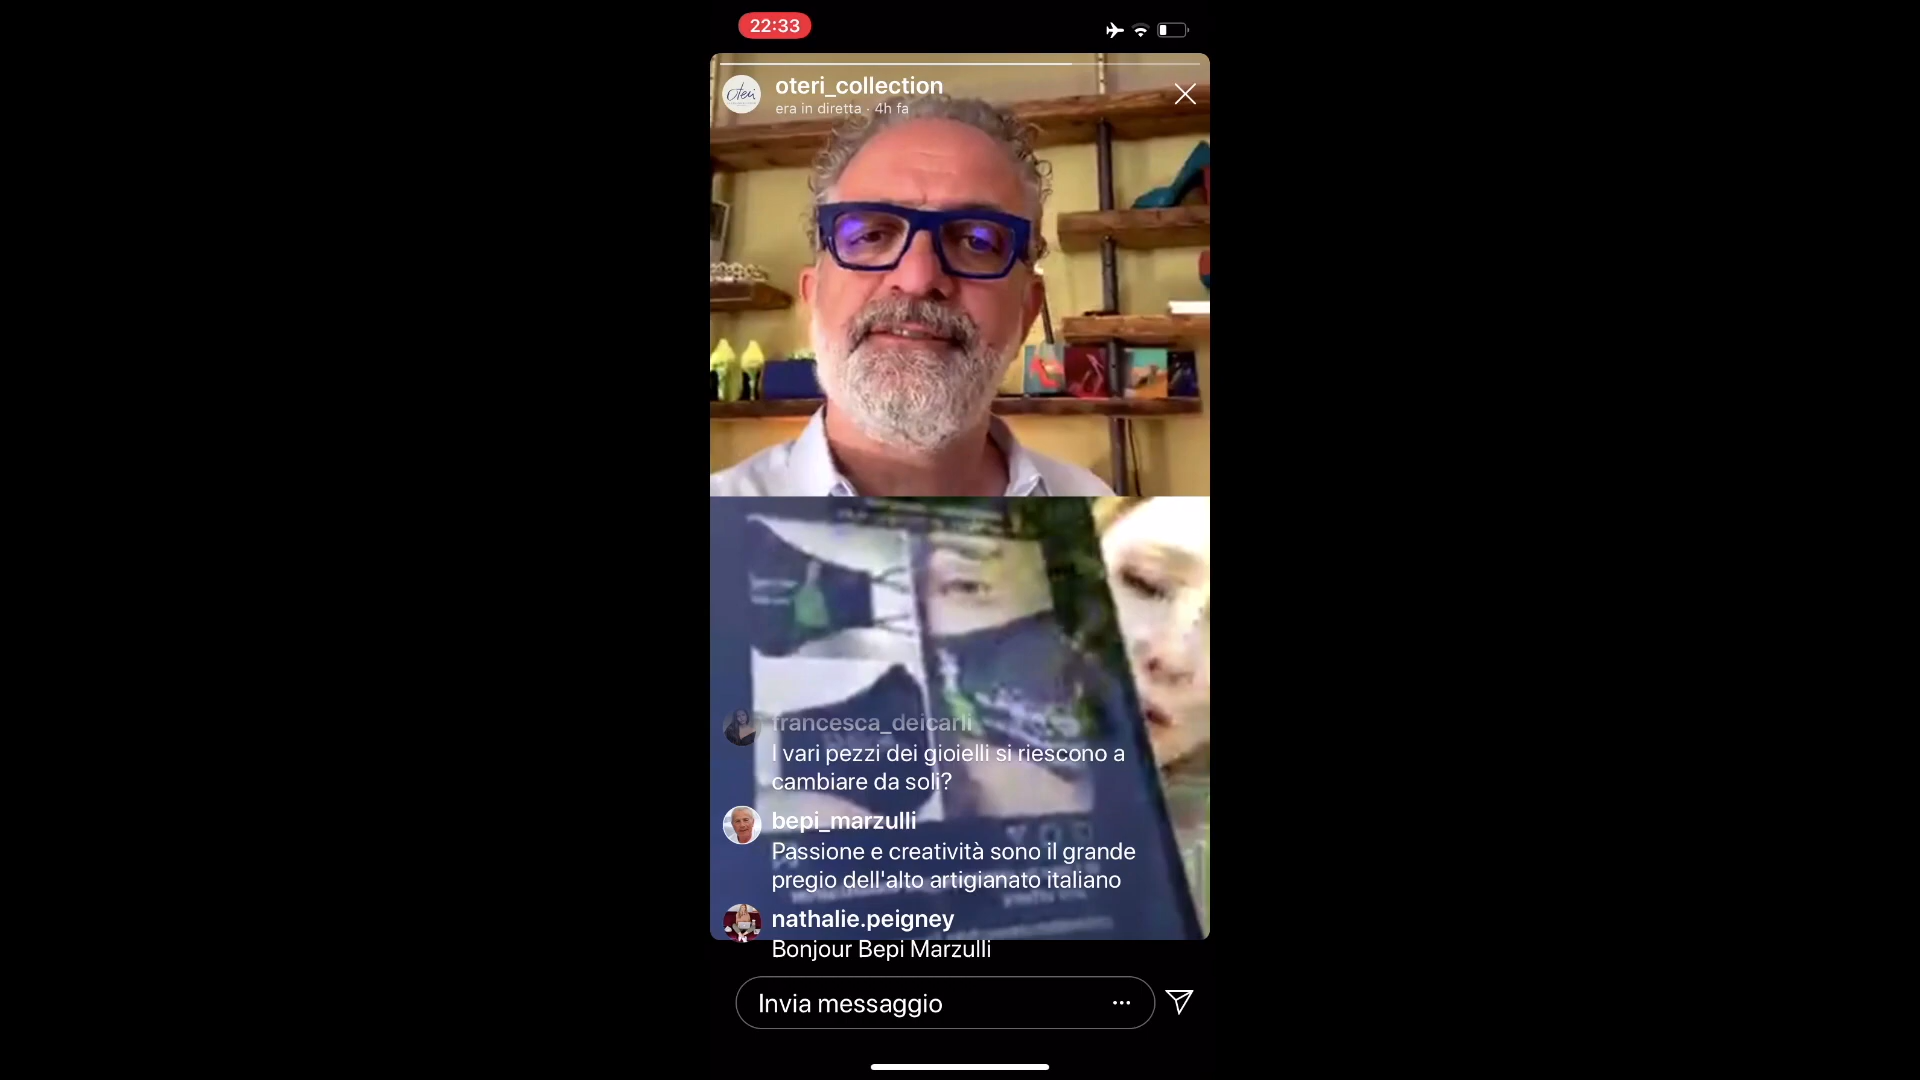 22:33
oteri_collection
era in diretta · 4h fa
Oteri
francesca_deicarli
I vari pezzi dei gioielli si riescono a
cambiare da soli?
bepi_marzulli
Passione e creatività sono il grande
pregio dell'alto artigianato italiano
nathalie.peigney
Bonjour Bepi Marzulli
Invia messaggio